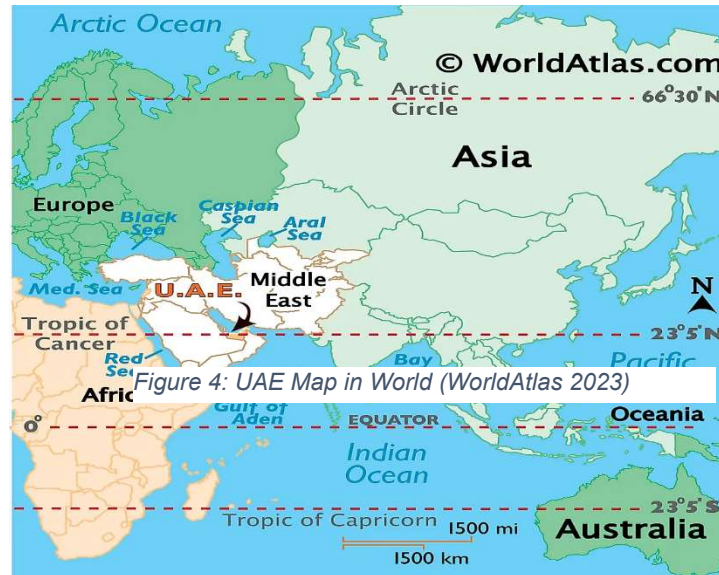 Arctic Ocean
© WorldAtlas.com
Arctic
Circle
66°30'N
Asia
Europe
Black
Sea
Caspian
Sea
Aral
Sea
Med. Sea
U.A.E.
Middle
East
N
Tropic of
Cancer
23°5'N
Red
Sea
Bay
Pacific
Figure 4: UAE Map in World (WorldAtlas 2023)
Afric
Gulf of
Aden
Oceania
0°
EQUATOR
Indian
Ocean
23°5'S
Tropic of Capricorn
1500 mi
1500 km
Australia